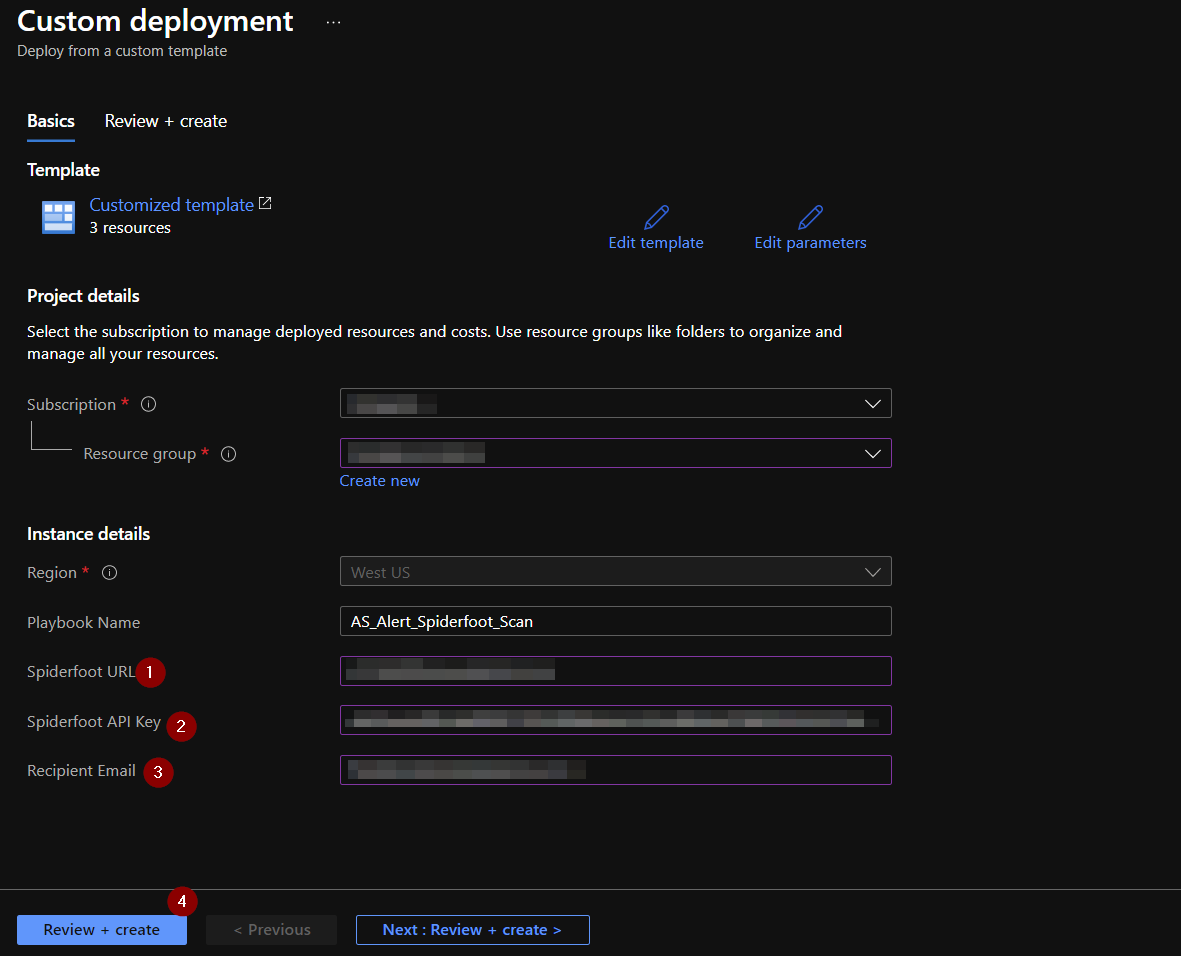 Custom deployment ...
Deploy from a custom template
Basics Review + create
Template
Customized template
3 resources
Edit template Edit parameters
Project details
Select the subscription to manage deployed resources and costs. Use resource groups like folders to organize and
manage all your resources.
Subscription *
Resource group *
Create new
Instance details
Region * West US
Playbook Name AS_Alert_Spiderfoot_Scan
Spiderfoot URL 1
Spiderfoot API Key 2
Recipient Email 3
4
Review + create < Previous Next : Review + create >